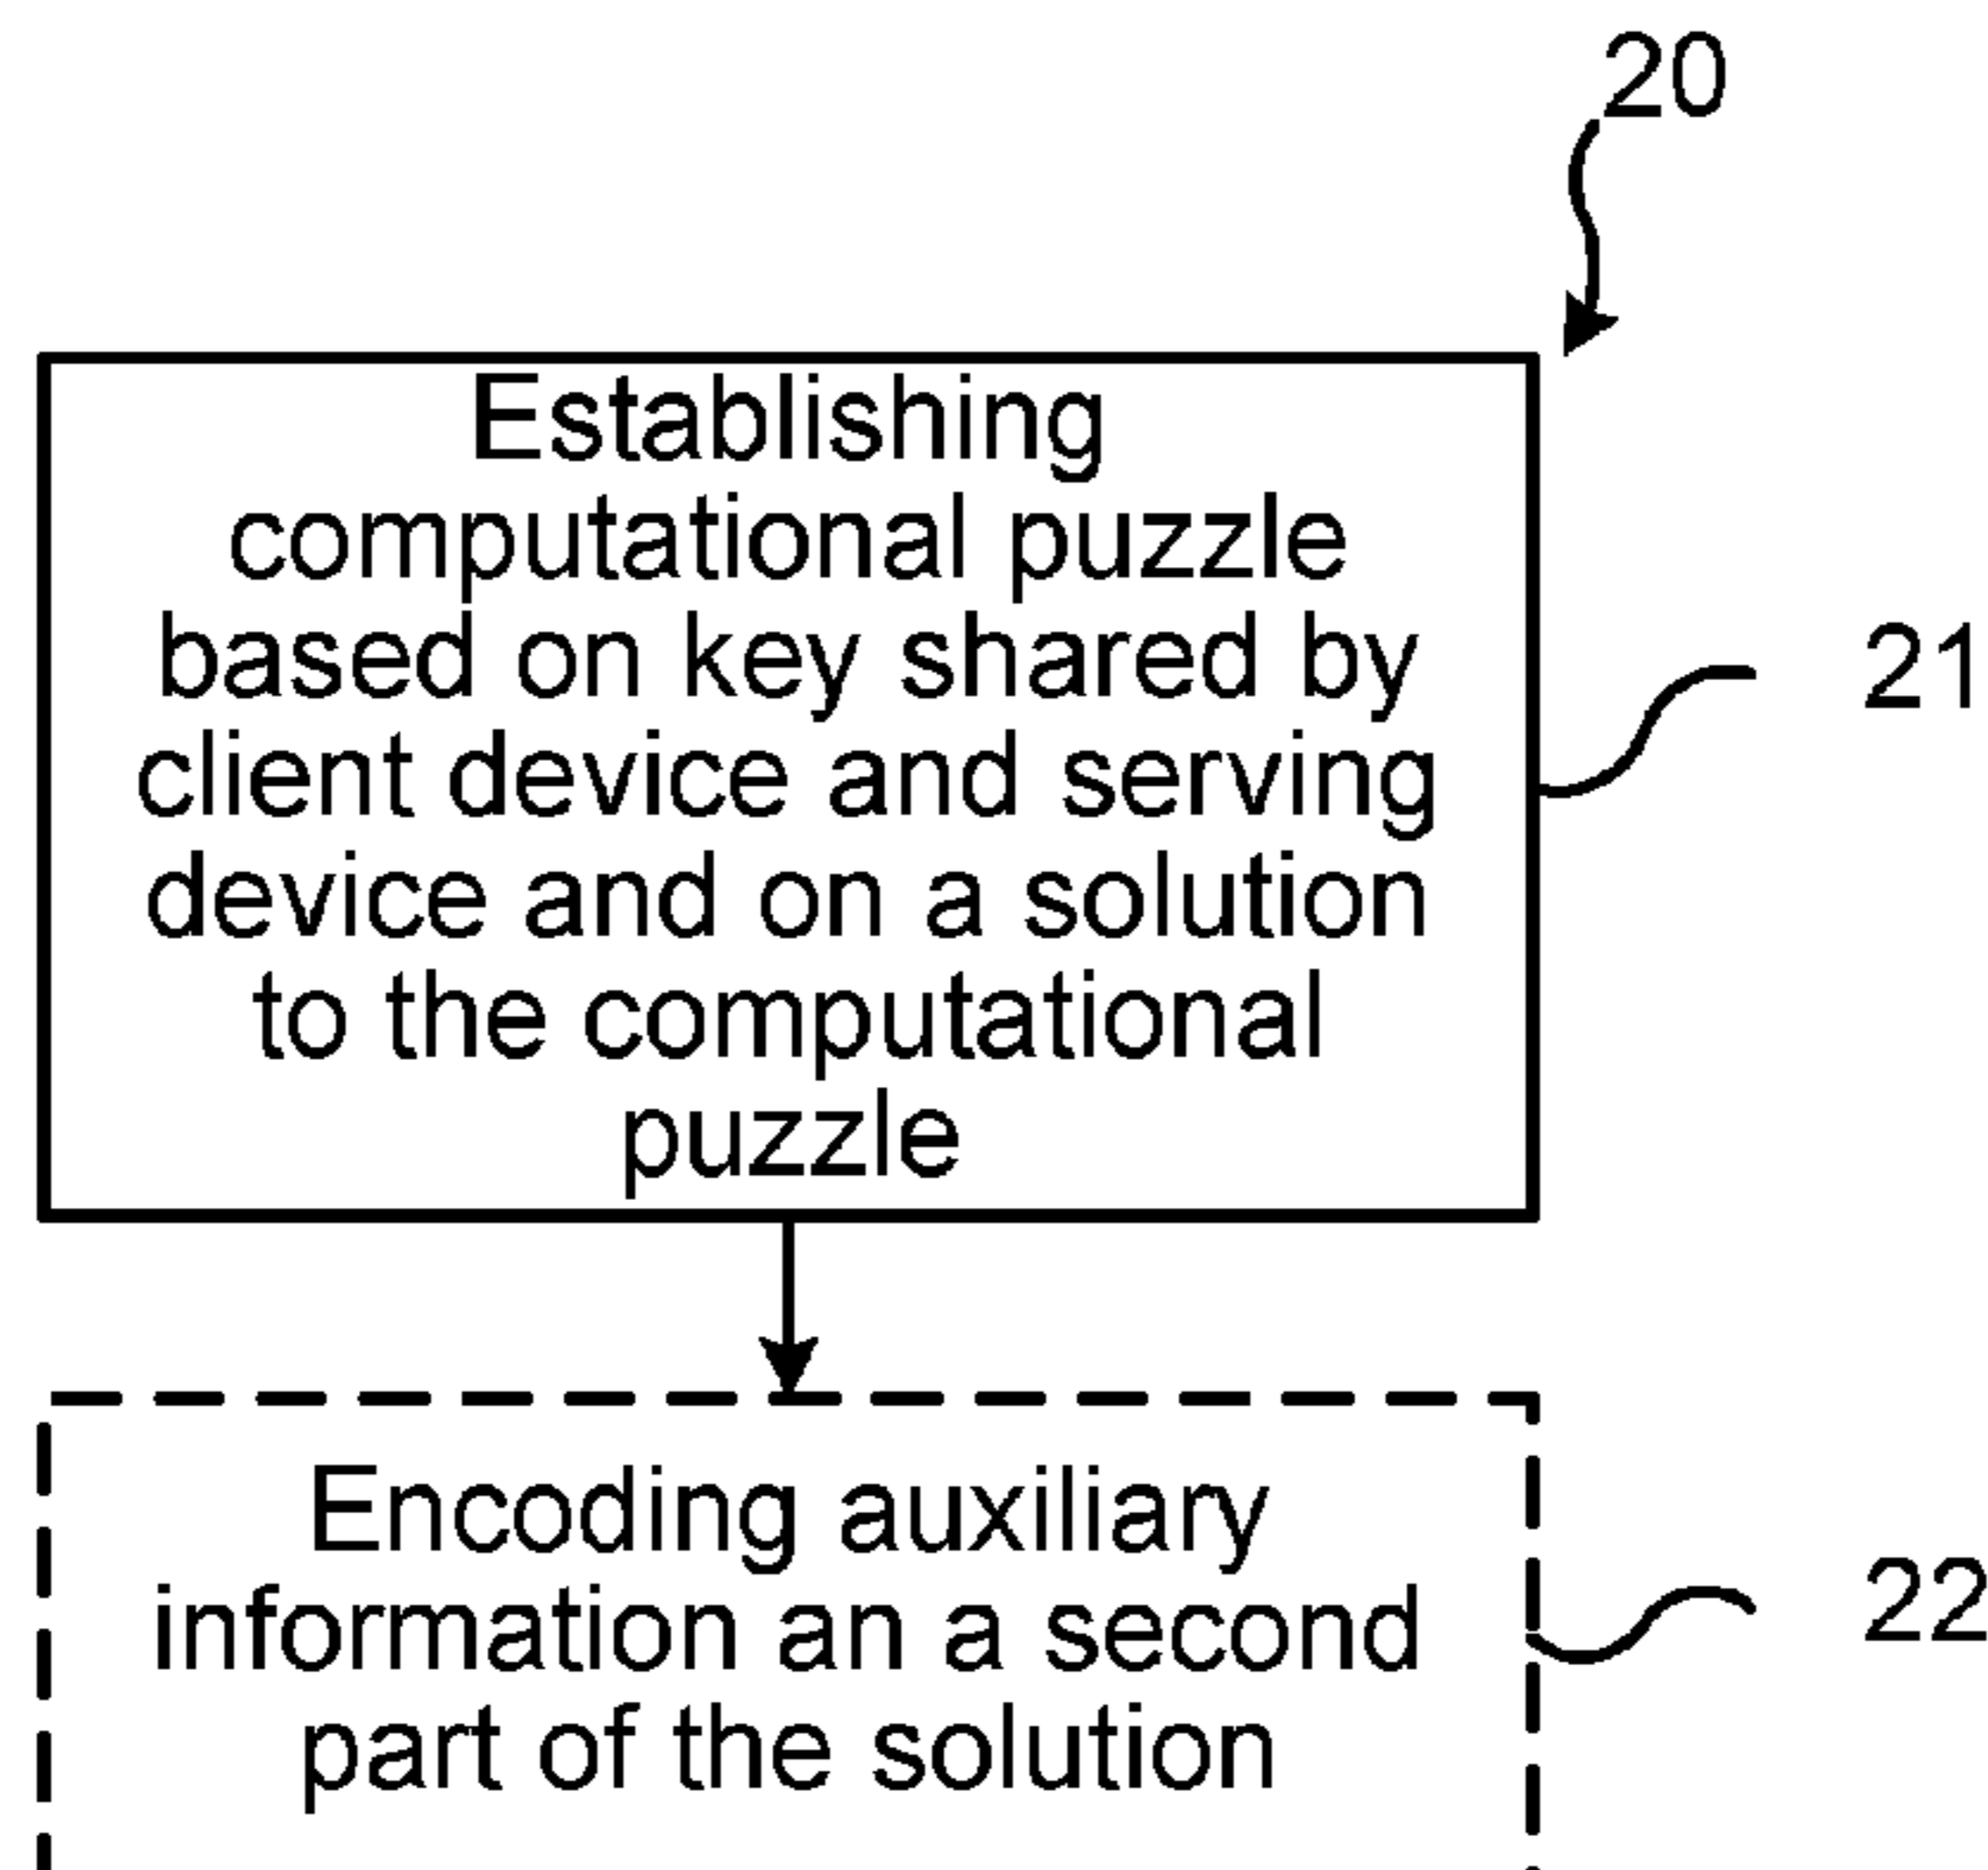 20
Establishing
computational puzzle
based on key shared by
client device and serving
device and on a solution
to the computational
puzzle
21
Encoding auxiliary
information an a second
part of the solution
22